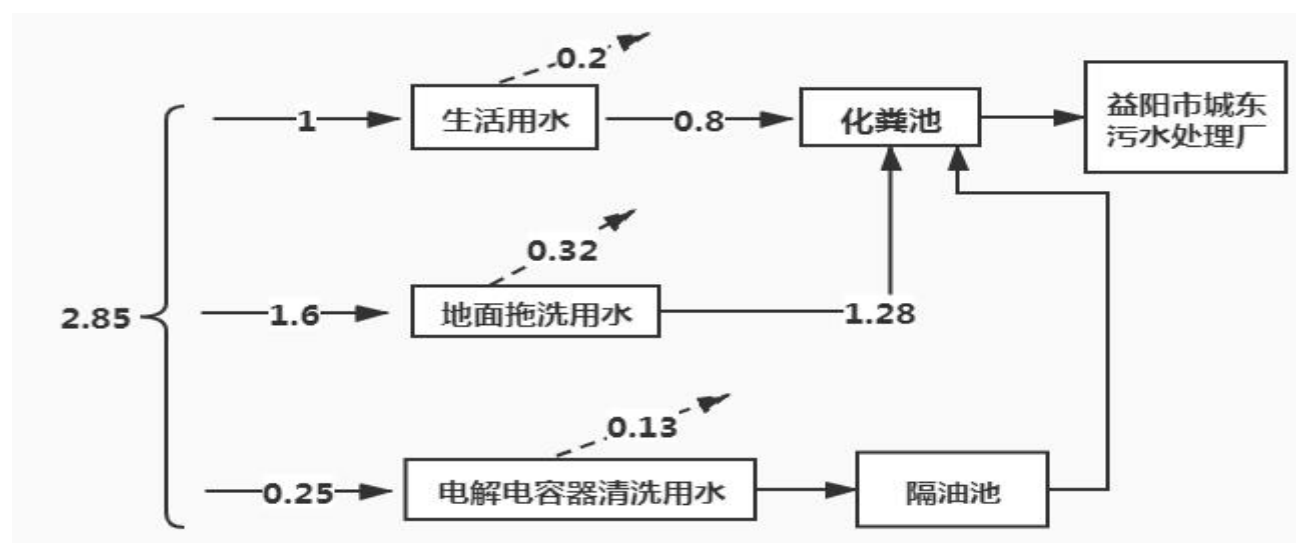 0.2
1
生活用水
0.8
化粪池
益阳市城东
污水处理厂
0.32
2.85
1.6
地面拖洗用水
1.28
0.13
0.25
电解电容器清洗用水
隔油池